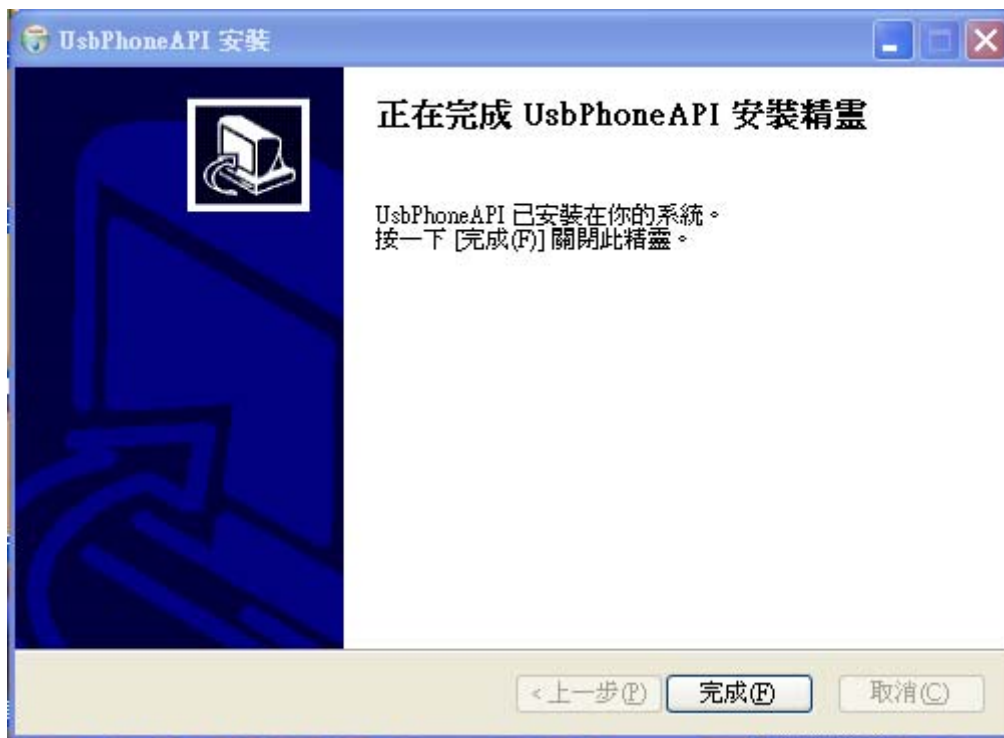 UsbPhoneAPI 安裝
正在完成 UsbPhoneAPI 安裝精靈
UsbPhoneAPI 已安裝在你的系統。
按一下 [完成(F)] 關閉此精靈。
<上一步(P)
完成(F)
取消(C)